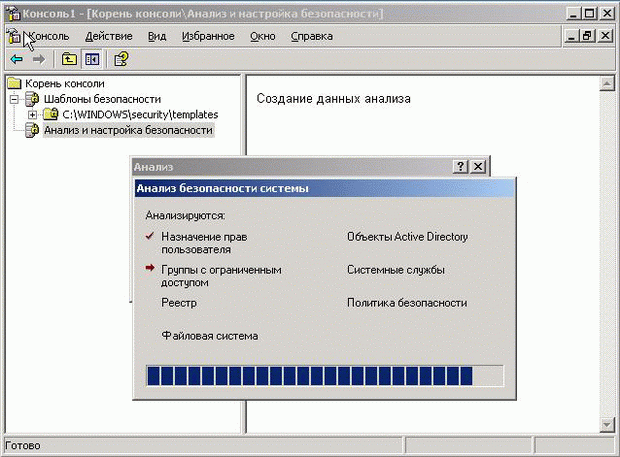 Консоль1 - [Корень консоли\Анализ и настройка безопасности]
Консоль Действие Вид Избранное Окно Справка
Корень консоли
Шаблоны безопасности
C:\WINDOWS\security\templates
Анализ и настройка безопасности
Создание данных анализа
Анализ
Анализ безопасности системы
Анализируются:
Назначение прав
пользователя
Объекты Active Directory
Группы с ограниченным
доступом
Системные службы
Реестр
Политика безопасности
Файловая система
Готово